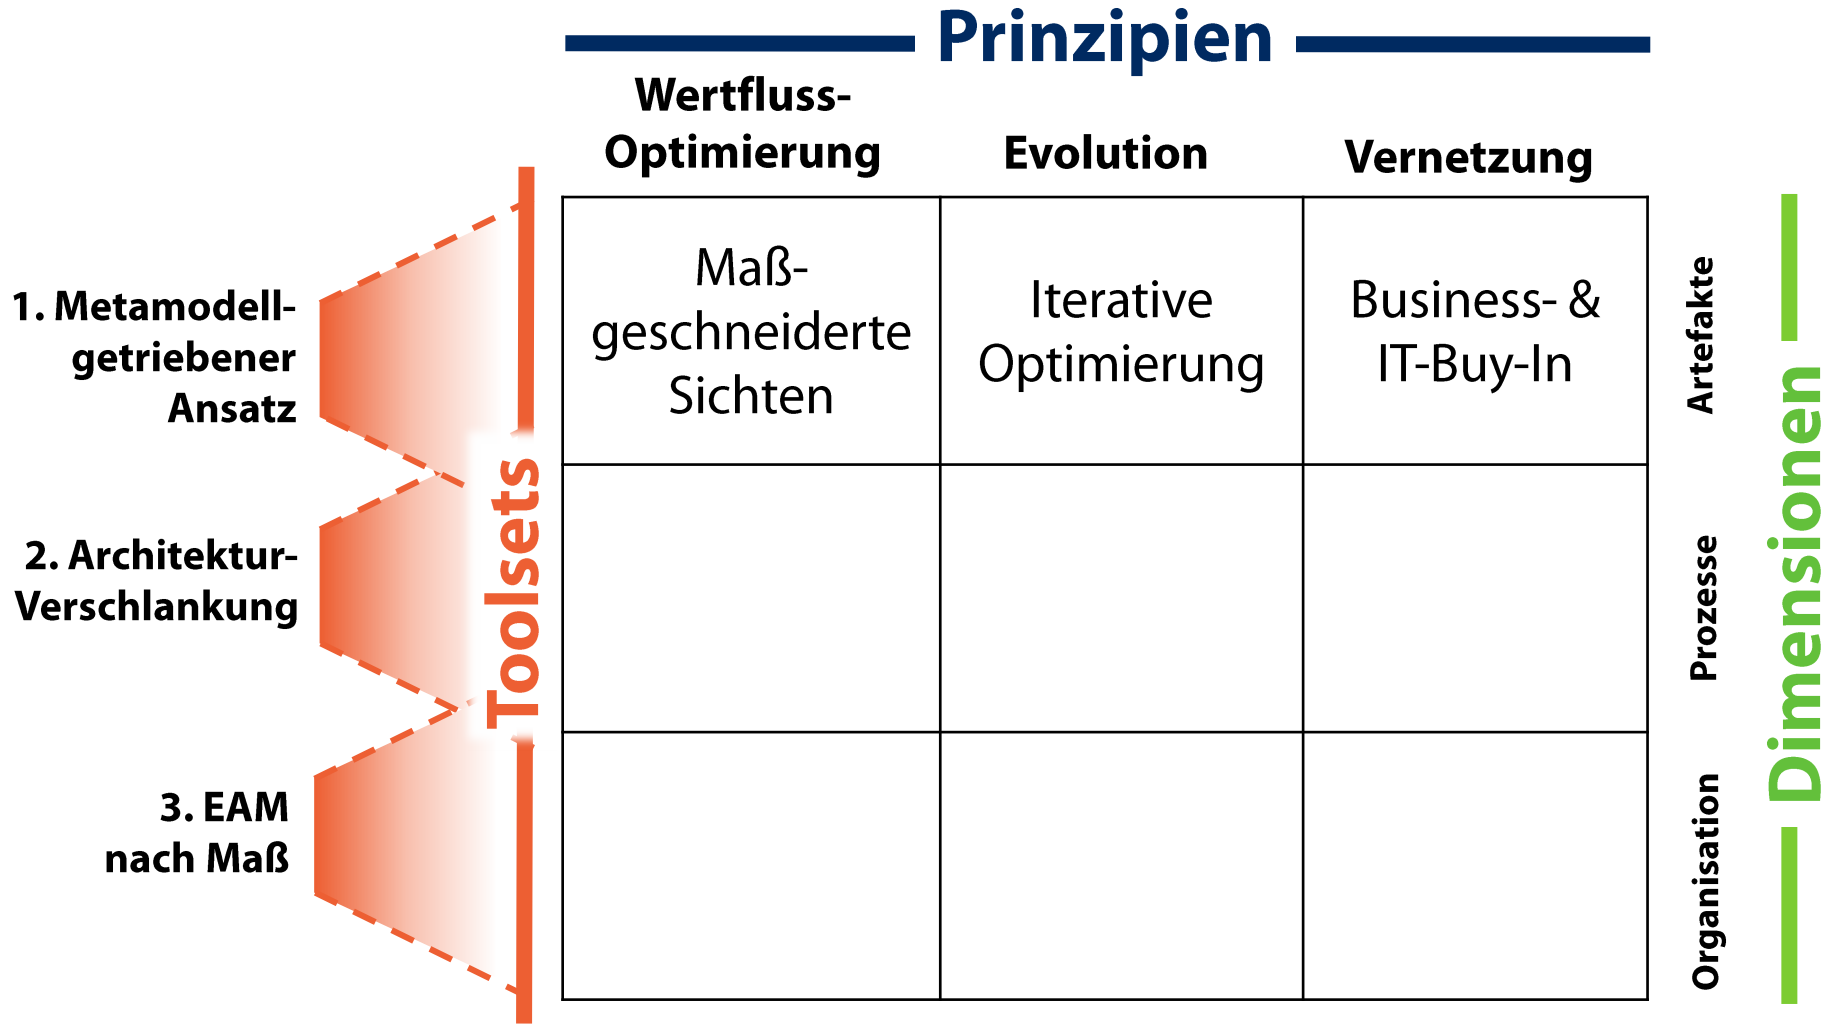 Prinzipien
Wertfluss-
Optimierung
Evolution
Vernetzung
1. Metamodell-
getriebener
Ansatz
Maß-
geschneiderte
Sichten
Iterative
Optimierung
Business- &
IT-Buy-In
Artefakte
2. Architektur-
Verschlankung
Toolsets
Prozesse
Dimensionen
3. EAM
nach Maß
Organisation